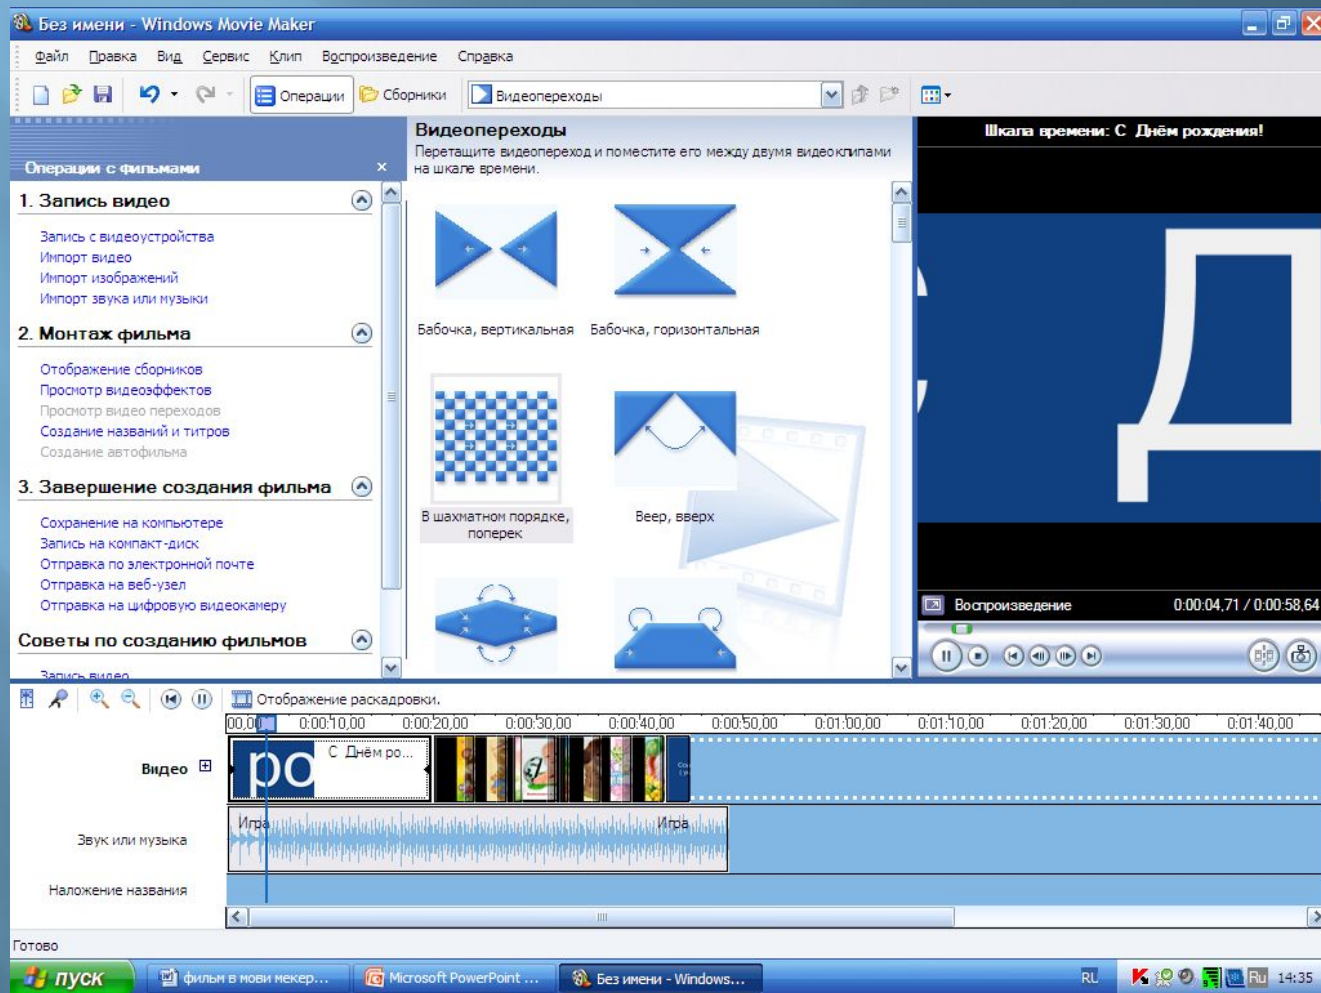 Без имени - Windows Movie Maker
Файл Правка Вид Сервис Клип Воспроизведение Справка
Операции Сборники Видеопереходы
Операции с фильмами
1. Запись видео
Запись с видеоустройства
Импорт видео
Импорт изображений
Импорт звука или музыки
2. Монтаж фильма
Отображение сборников
Просмотр видеоэффектов
Просмотр видео переходов
Создание названий и титров
Создание автофильма
3. Завершение создания фильма
Сохранение на компьютере
Запись на компакт-диск
Отправка по электронной почте
Отправка на веб-узел
Отправка на цифровую видеокамеру
Советы по созданию фильмов
Запись видео
Видеопереходы
Перетащите видеопереход и поместите его между двумя видеоклипами
на шкале времени.
Бабочка, вертикальная
Бабочка, горизонтальная
В шахматном порядке,
поперек
Веер, вверх
Шкала времени: С Днём рождения!
С Д
Воспроизведение 0:00:04,71 / 0:00:58,64
Отображение раскадровки.
00,00 0:00:10,00 0:00:20,00 0:00:30,00 0:00:40,00 0:00:50,00 0:01:00,00 0:01:10,00 0:01:20,00 0:01:30,00 0:01:40,00
Видео
ро
С Днём ро...
Звук или музыка
Игра Игра
Наложение названия
Готово
пуск
фильм в мови мекер...
Microsoft PowerPoint ...
Без имени - Windows...
RL
Ru
14:35